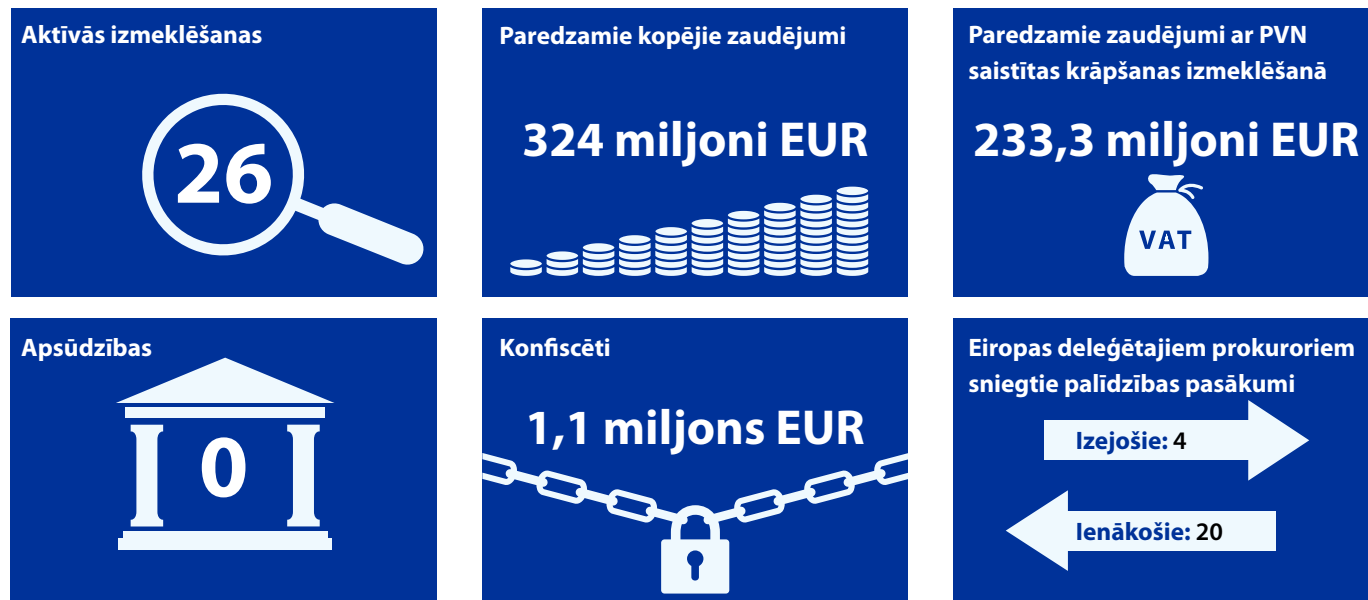 Aktīvās izmeklēšanas
26
Paredzamie kopējie zaudējumi
324 miljoni EUR
Paredzamie zaudējumi ar PVN
saistītas krāpšanas izmeklēšanā
233,3 miljoni EUR
VAT
Apsūdzības
0
Konfiscēti
1,1 miljons EUR
Eiropas deleģētajiem prokuroriem
sniegtie palīdzības pasākumi
Izejošie: 4
Ienākošie: 20